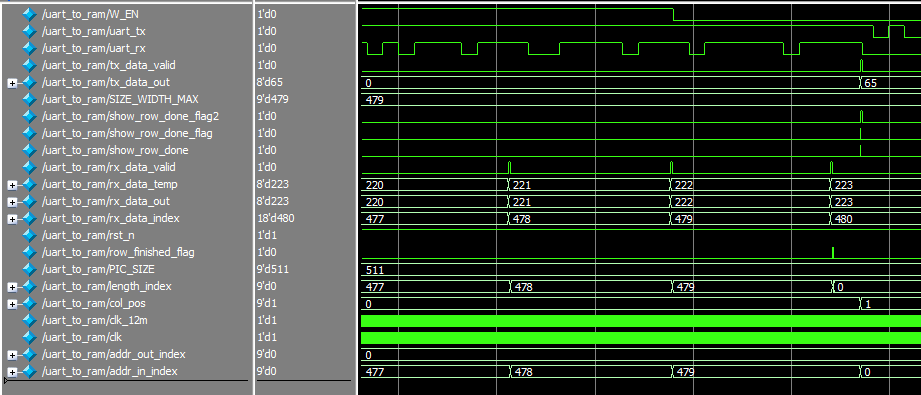 /uart_to_ram/W_EN 1'd0
/uart_to_ram/uart_tx 1'd0
/uart_to_ram/uart_rx 1'd0
/uart_to_ram/tx_data_valid 1'd0
/uart_to_ram/tx_data_out 8'd65 0 65
/uart_to_ram/SIZE_WIDTH_MAX 9'd479 479
/uart_to_ram/show_row_done_flag2 1'd0
/uart_to_ram/show_row_done_flag 1'd0
/uart_to_ram/show_row_done 1'd0
/uart_to_ram/rx_data_valid 1'd0
/uart_to_ram/rx_data_temp 8'd223 220 221 222 223
/uart_to_ram/rx_data_out 8'd223 220 221 222 223
/uart_to_ram/rx_data_index 18'd480 477 478 479 480
/uart_to_ram/rst_n 1'd1
/uart_to_ram/row_finished_flag 1'd0
/uart_to_ram/PIC_SIZE 9'd511 511
/uart_to_ram/length_index 9'd0 477 478 479 0
/uart_to_ram/col_pos 9'd1 0 1
/uart_to_ram/clk_12m 1'd1
/uart_to_ram/clk 1'd1
/uart_to_ram/addr_out_index 9'd0 0
/uart_to_ram/addr_in_index 9'd0 477 478 479 0